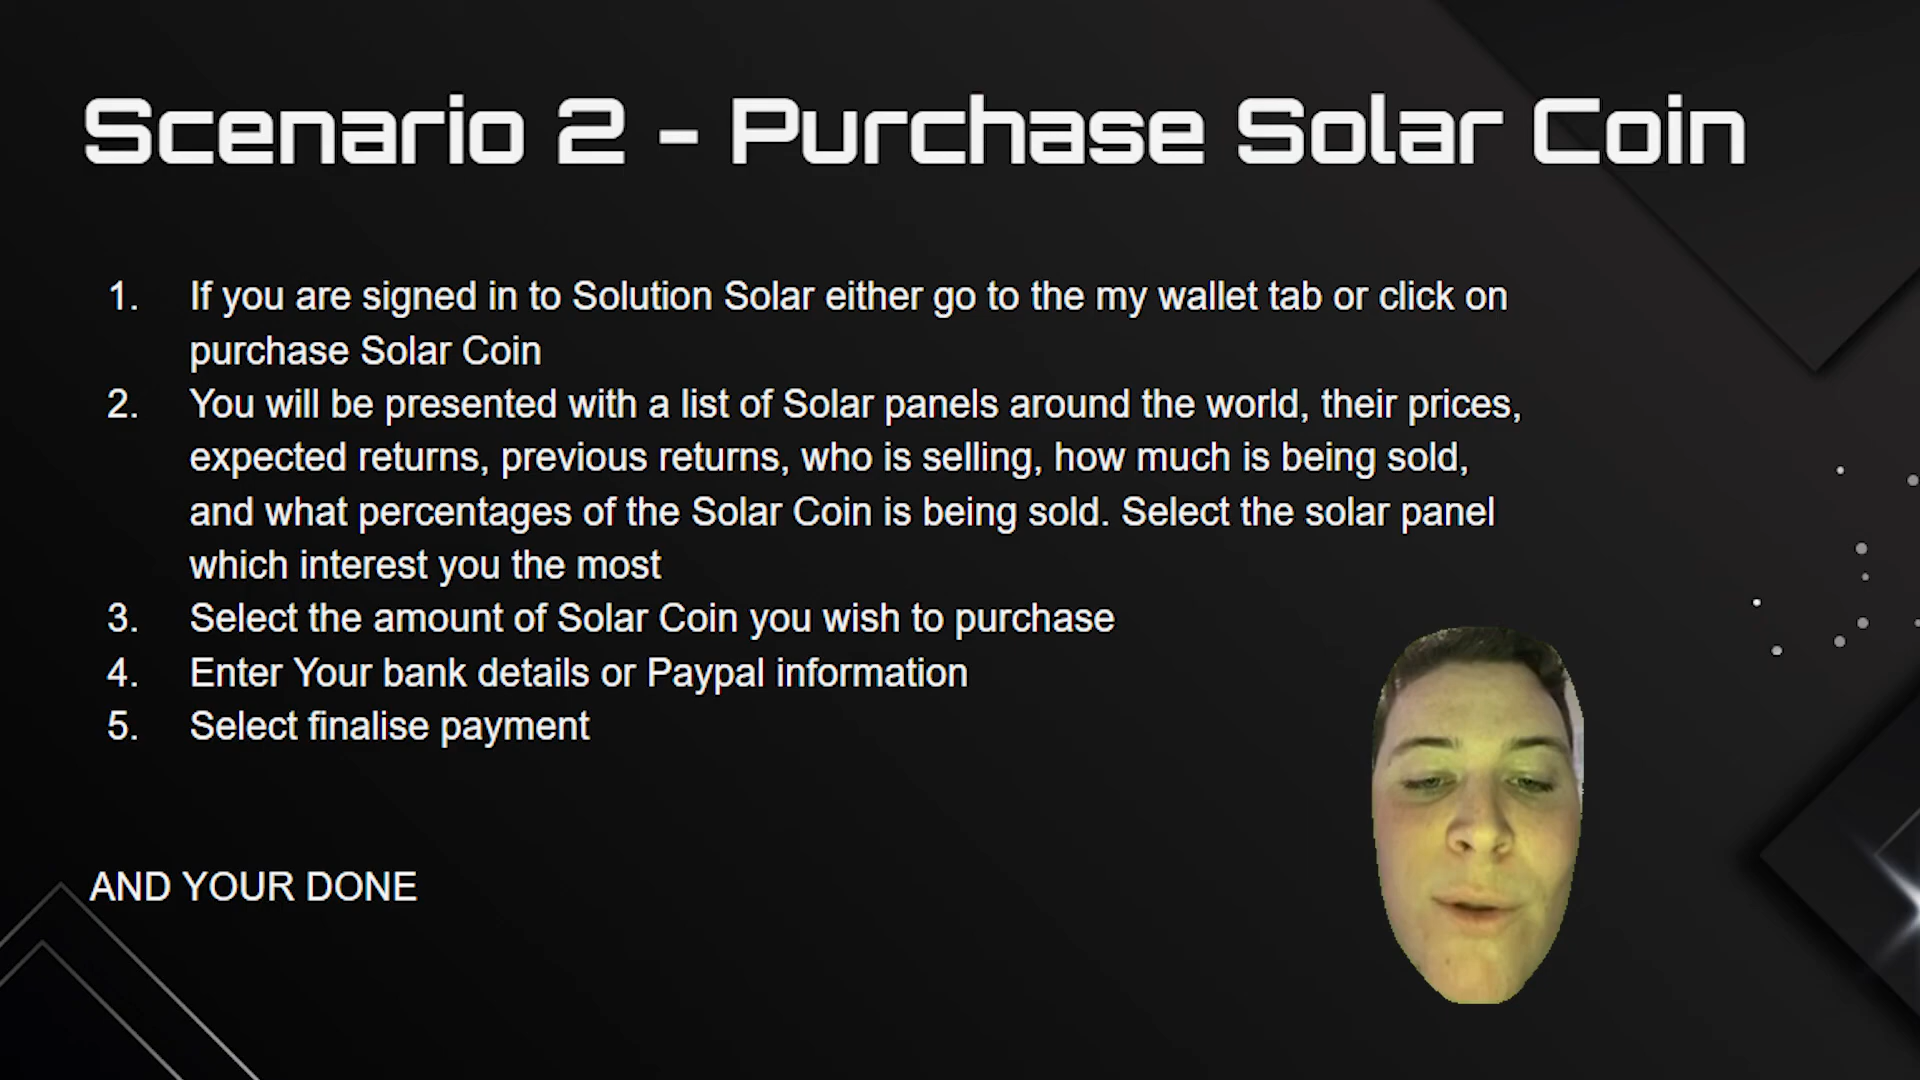 Scenario 2 - Purchase Solar Coin
1. If you are signed in to Solution Solar either go to the my wallet tab or click on
purchase Solar Coin
2. You will be presented with a list of Solar panels around the world, their prices,
expected returns, previous returns, who is selling, how much is being sold,
and what percentages of the Solar Coin is being sold. Select the solar panel
which interest you the most
3. Select the amount of Solar Coin you wish to purchase
4. Enter Your bank details or Paypal information
5. Select finalise payment
AND YOUR DONE